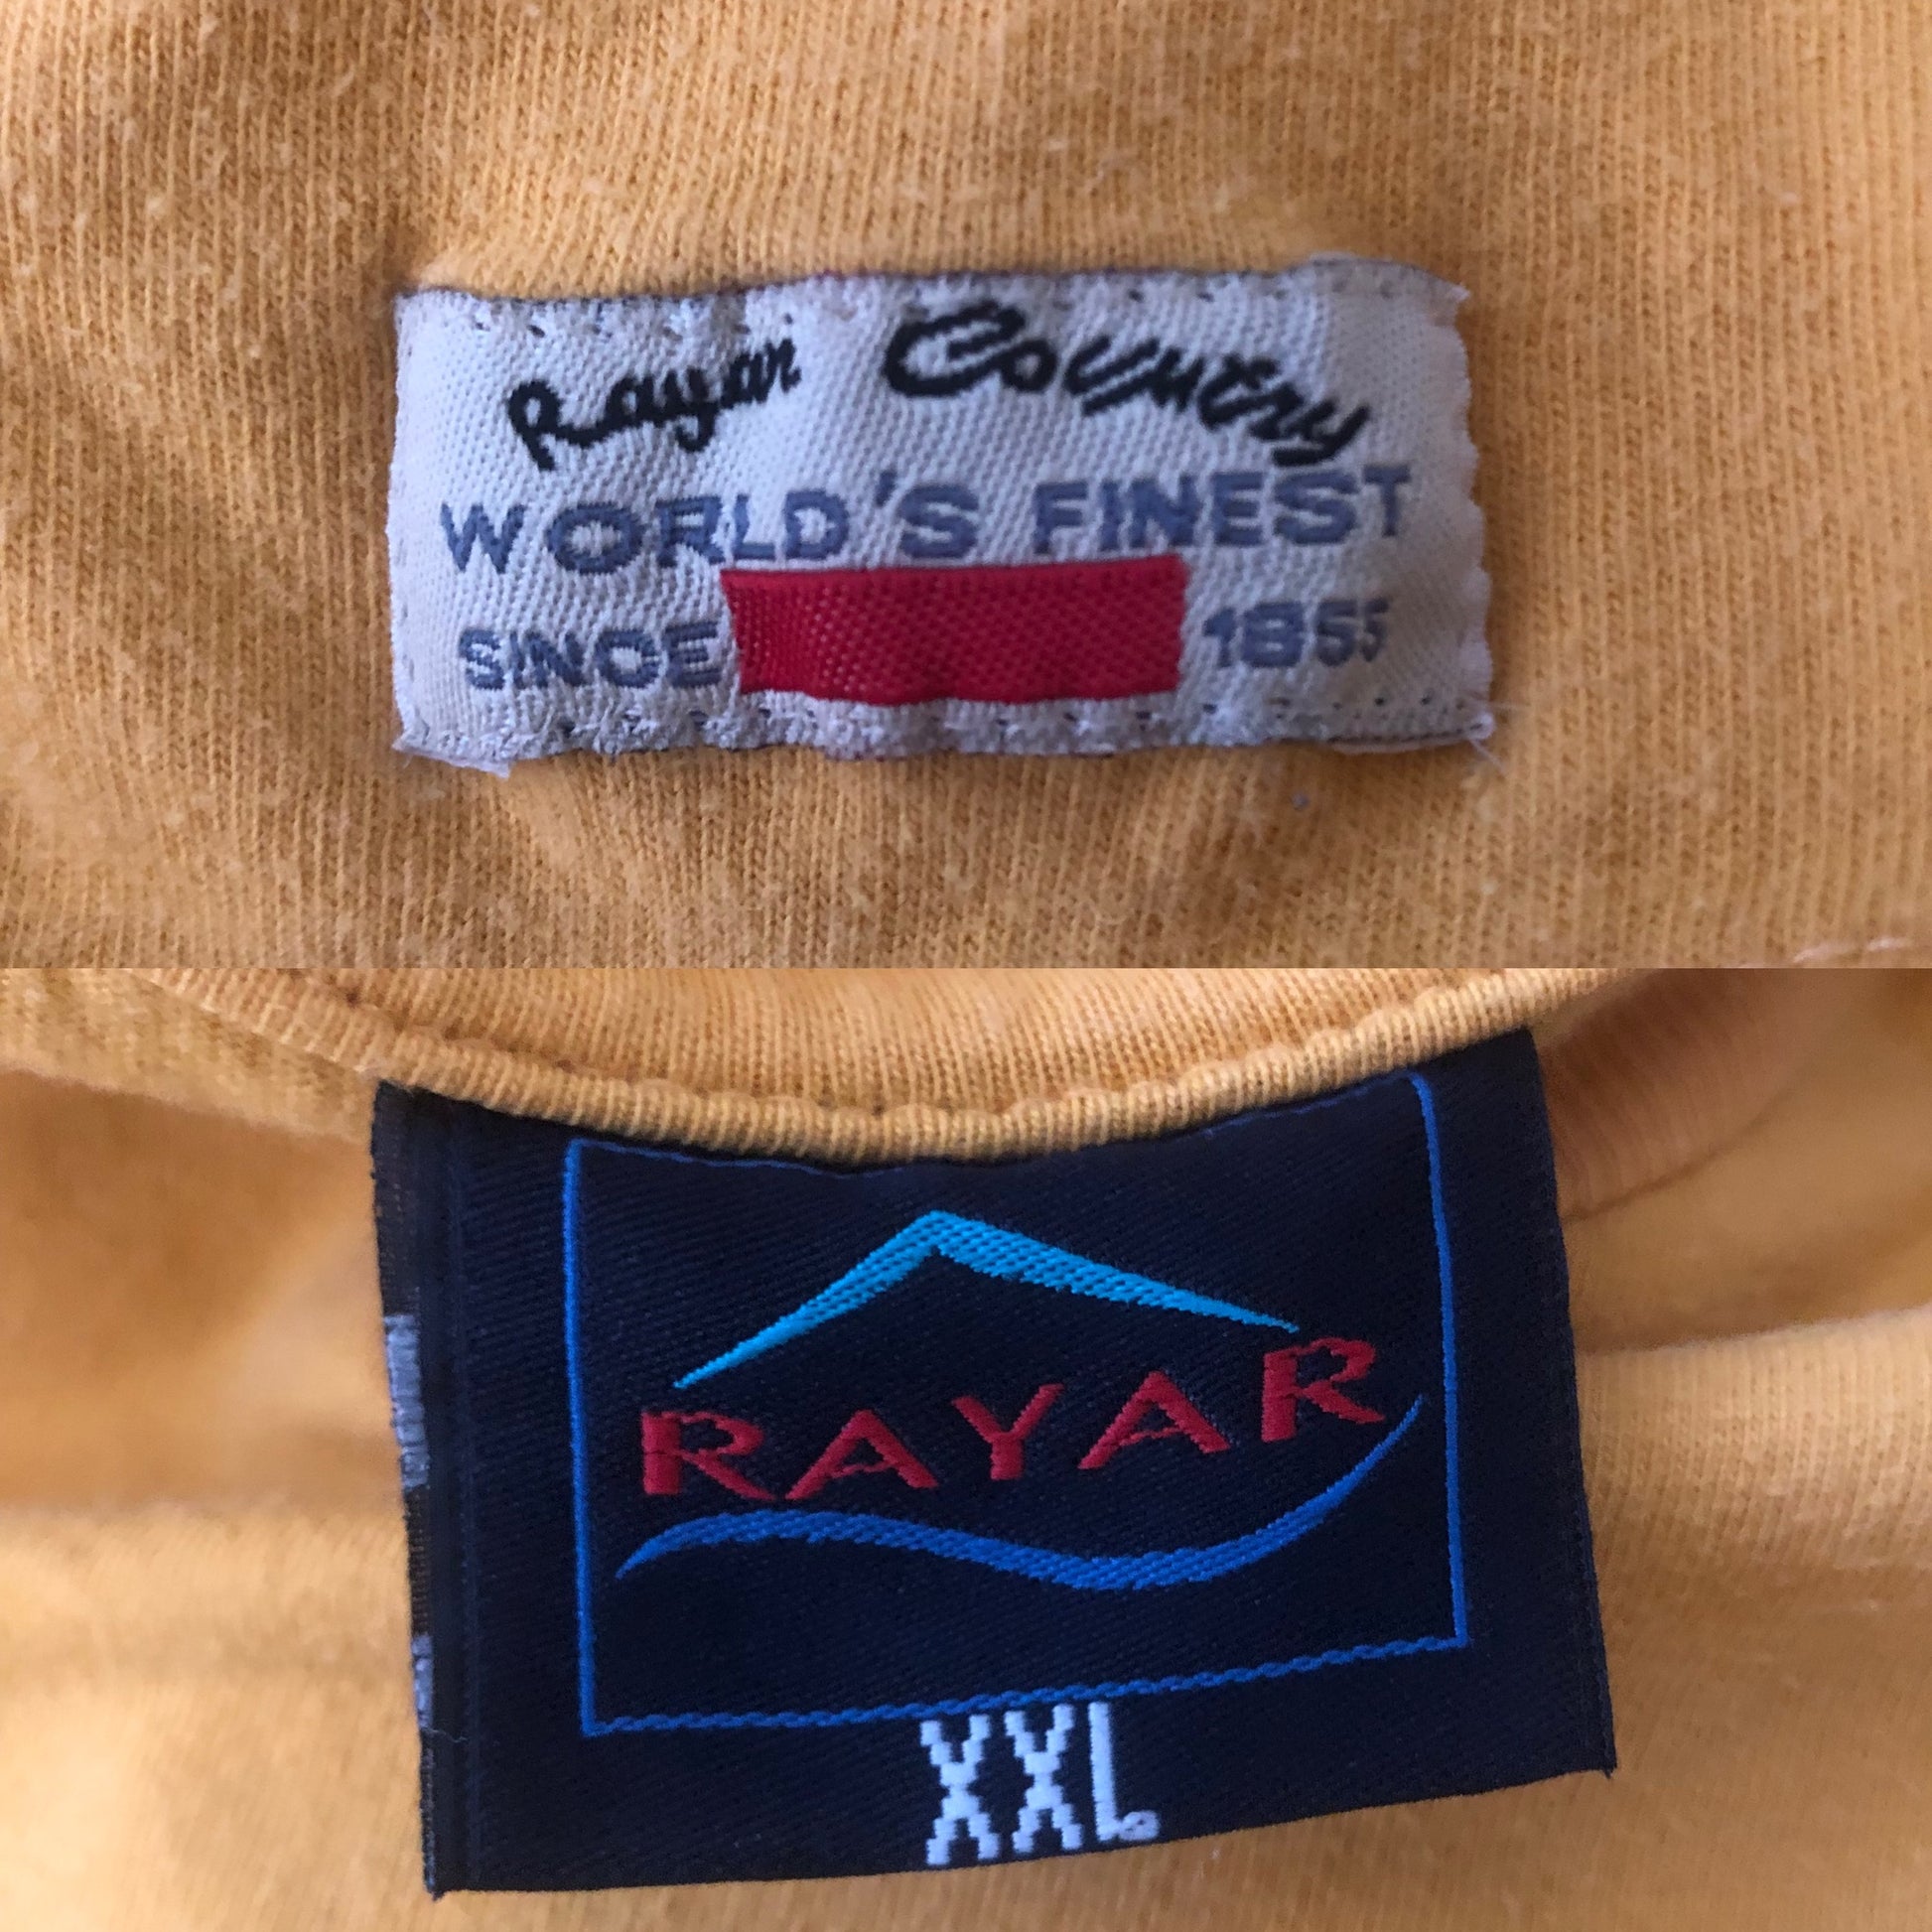 Rayar Country
WORLD'S FINEST
SINCE 1855
RAYAR
XXL